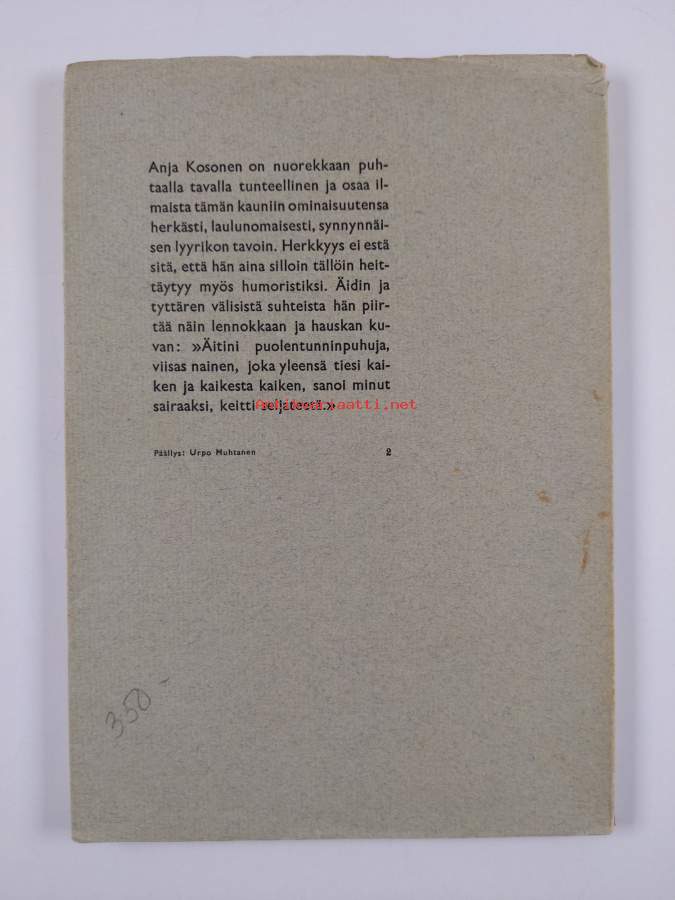 Anja Kosonen on nuorekkaan puh-
taalla tavalla tunteellinen ja osaa il-
maista tämän kauniin ominaisuutensa
herkästi, laulunomaisesti, synnynnäi-
sen lyyrikon tavoin. Herkkyys ei estä
sitä, että hän aina silloin tällöin heit-
täytyy myös humoristiksi. Äidin ja
tyttären välisistä suhteista hän piir-
tää näin lennokkaan ja hauskan ku-
van: »Äitini puolentunninpuhuja,
viisas nainen, joka yleensä tiesi kai-
ken ja kaikesta kaiken, sanoi minut
sairaaksi, keitti seljateetä.»
Antikvariaatti.net
Päällys: Urpo Huhtanen 2
350-